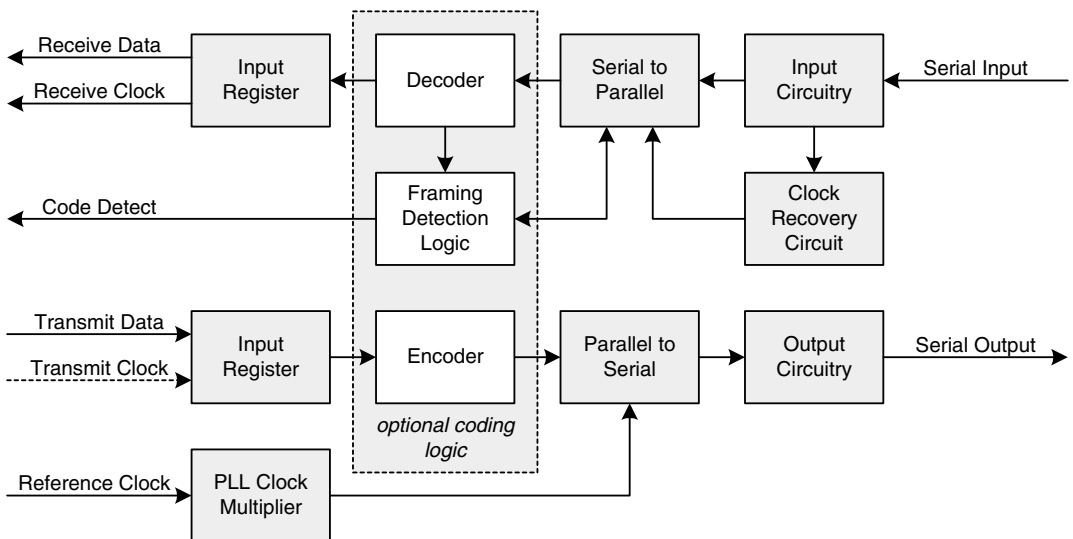 Receive Data
Receive Clock
Input
Register
Decoder
Serial to
Parallel
Input
Circuitry
Serial Input
Code Detect
Framing
Detection
Logic
Clock
Recovery
Circuit
Transmit Data
Transmit Clock
Input
Register
Encoder
Parallel to
Serial
Output
Circuitry
Serial Output
optional coding
logic
Reference Clock
PLL Clock
Multiplier